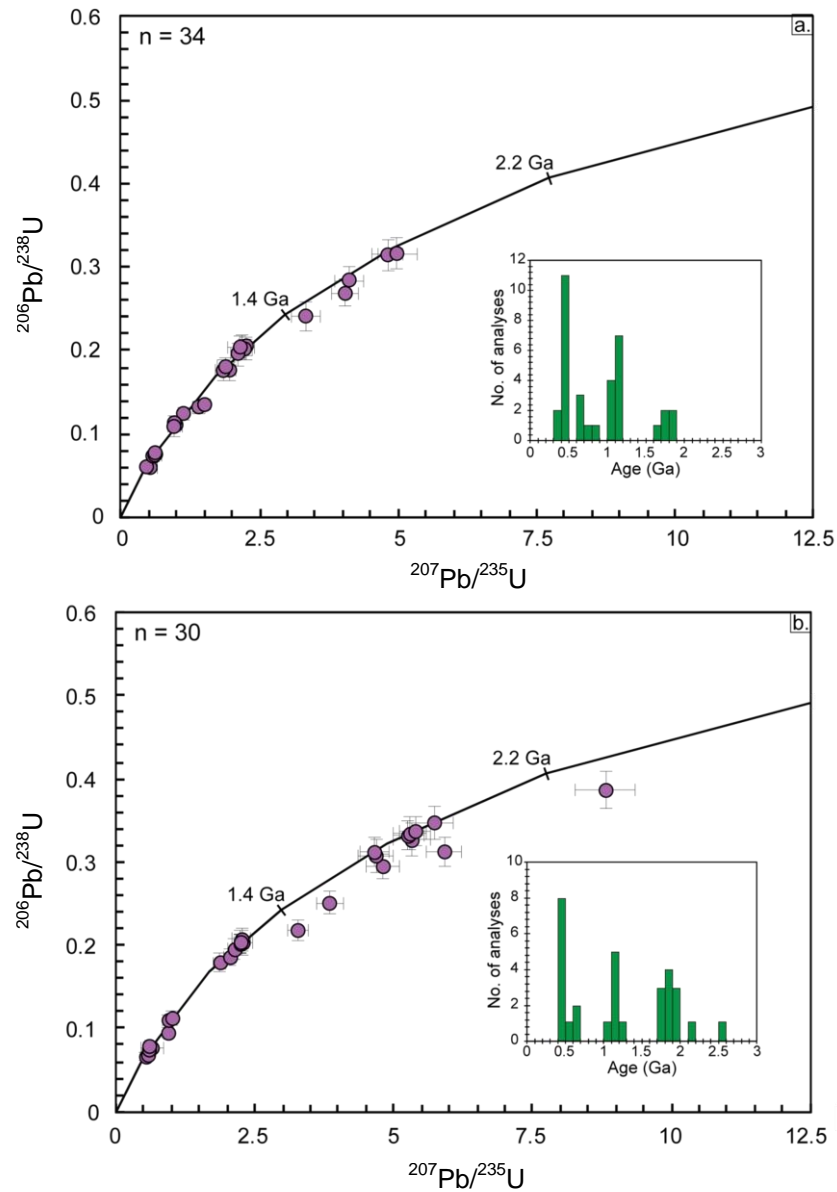 0.6
n = 34
a.
0.5
2.2 Ga
0.4
12
10
8
6
4
2
0
No. of analyses
0 0.5 1 1.5 2 2.5 3
Age (Ga)
0.3
1.4 Ga
0.2
0.1
0
²⁰⁶Pb/²³⁸U
0 2.5 5 7.5 10 12.5
²⁰⁷Pb/²³⁵U
0.6
n = 30
b.
0.5
2.2 Ga
0.4
10
8
6
4
2
0
No. of analyses
0 0.5 1 1.5 2 2.5 3
Age (Ga)
0.3
1.4 Ga
0.2
0.1
0
²⁰⁶Pb/²³⁸U
0 2.5 5 7.5 10 12.5
²⁰⁷Pb/²³⁵U